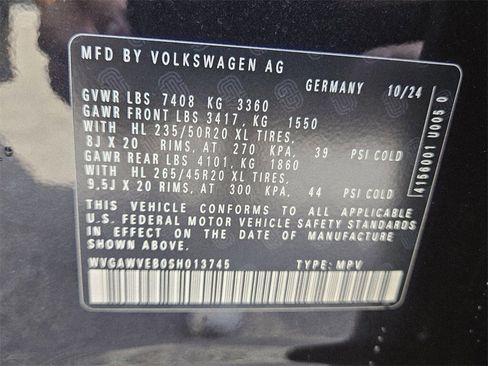 MFD BY VOLKSWAGEN AG
GERMANY 10/24
GVWR LBS 7408 KG 3360
GAWR FRONT LBS 3417, KG 1550
WITH HL 235/50R20 XL TIRES,
8J X 20 RIMS, AT 270 KPA, 39 PSI COLD
GAWR REAR LBS 4101, KG 1860
WITH HL 265/45R20 XL TIRES,
9.5J X 20 RIMS, AT 300 KPA, 44 PSI COLD
THIS VEHICLE CONFORMS TO ALL APPLICABLE
U.S. FEDERAL MOTOR VEHICLE SAFETY STANDARDS
IN EFFECT ON THE DATE OF MANUFACTURE
SHOWN ABOVE.
WVGAWVEB0SH013745 TYPE: MPV
4156001 U005 0